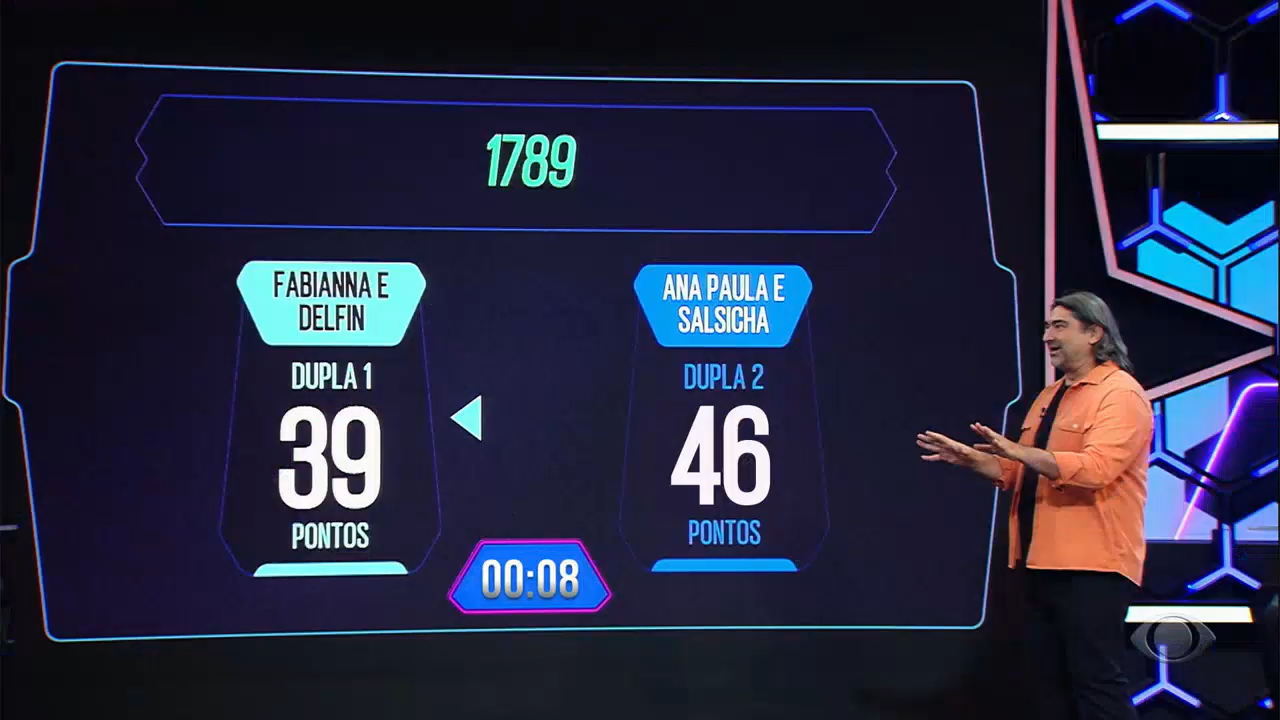 1789
FABIANNA E
DELFIN
DUPLA 1
39
PONTOS
ANA PAULA E
SALSICHA
DUPLA 2
46
PONTOS
00:08